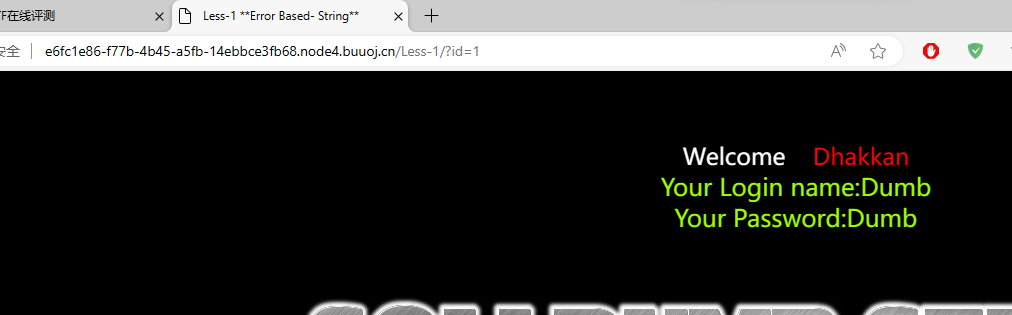 F在线评测
Less-1 **Error Based- String**
安全
e6fc1e86-f77b-4b45-a5fb-14ebbce3fb68.node4.buuoj.cn/Less-1/?id=1
Welcome Dhakkan
Your Login name:Dumb
Your Password:Dumb